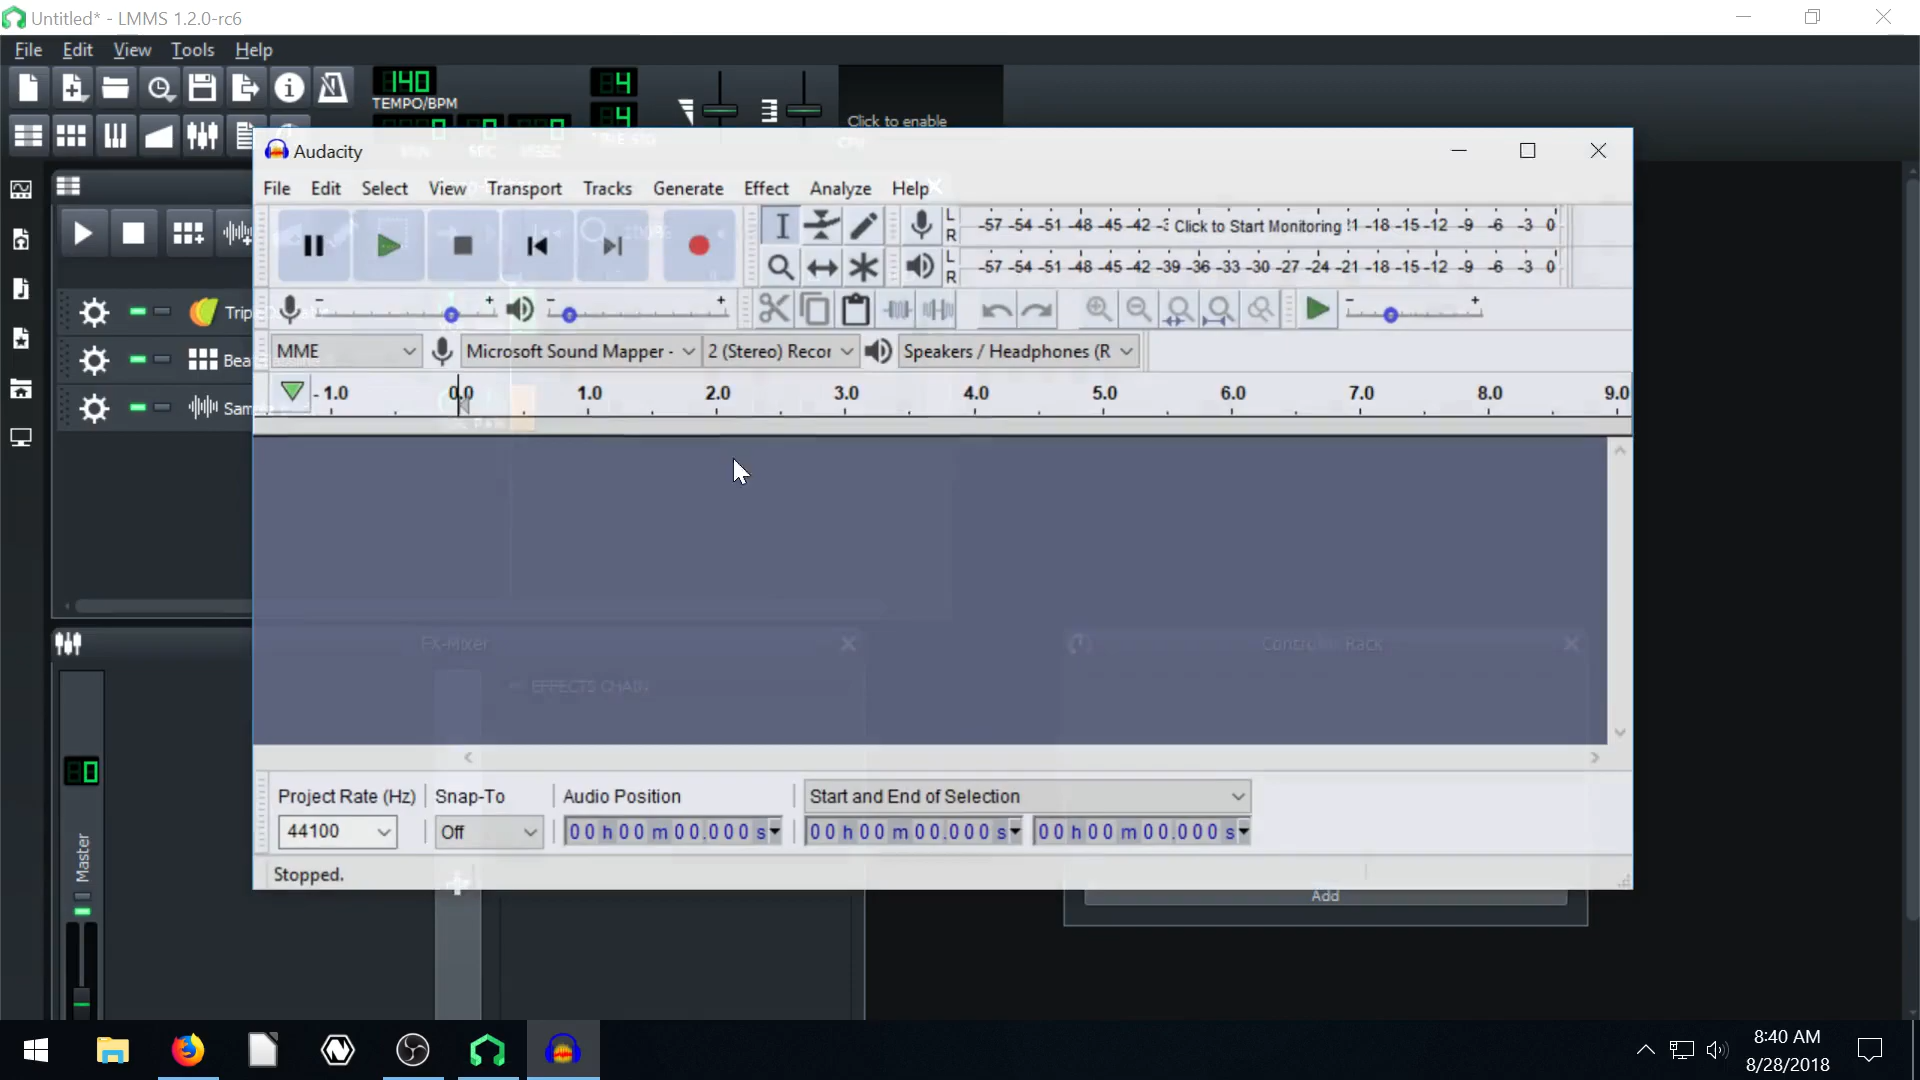 Untitled* - LMMS 1.2.0-rc6
File Edit View Tools Help
140
TEMPO/BPM
4
4
Click to enable
Audacity
File Edit Select View Transport Tracks Generate Effect Analyze Help
L
R
-57 -54 -51 -48 -45 -42 -3 Click to Start Monitoring !1 -18 -15 -12 -9 -6 -3 0
L
R
-57 -54 -51 -48 -45 -42 -39 -36 -33 -30 -27 -24 -21 -18 -15 -12 -9 -6 -3 0
Trip
Bea
Sam
MME
Microsoft Sound Mapper -
2 (Stereo) Recor
Speakers / Headphones (R
-1.0 0.0 1.0 2.0 3.0 4.0 5.0 6.0 7.0 8.0 9.0
FX-Mixer
Controller Rack
EFFECTS CHAIN
0
Master
Project Rate (Hz) Snap-To Audio Position Start and End of Selection
44100 Off 00 h 00 m 00.000 s 00 h 00 m 00.000 s 00 h 00 m 00.000 s
Stopped.
Add
8:40 AM
8/28/2018